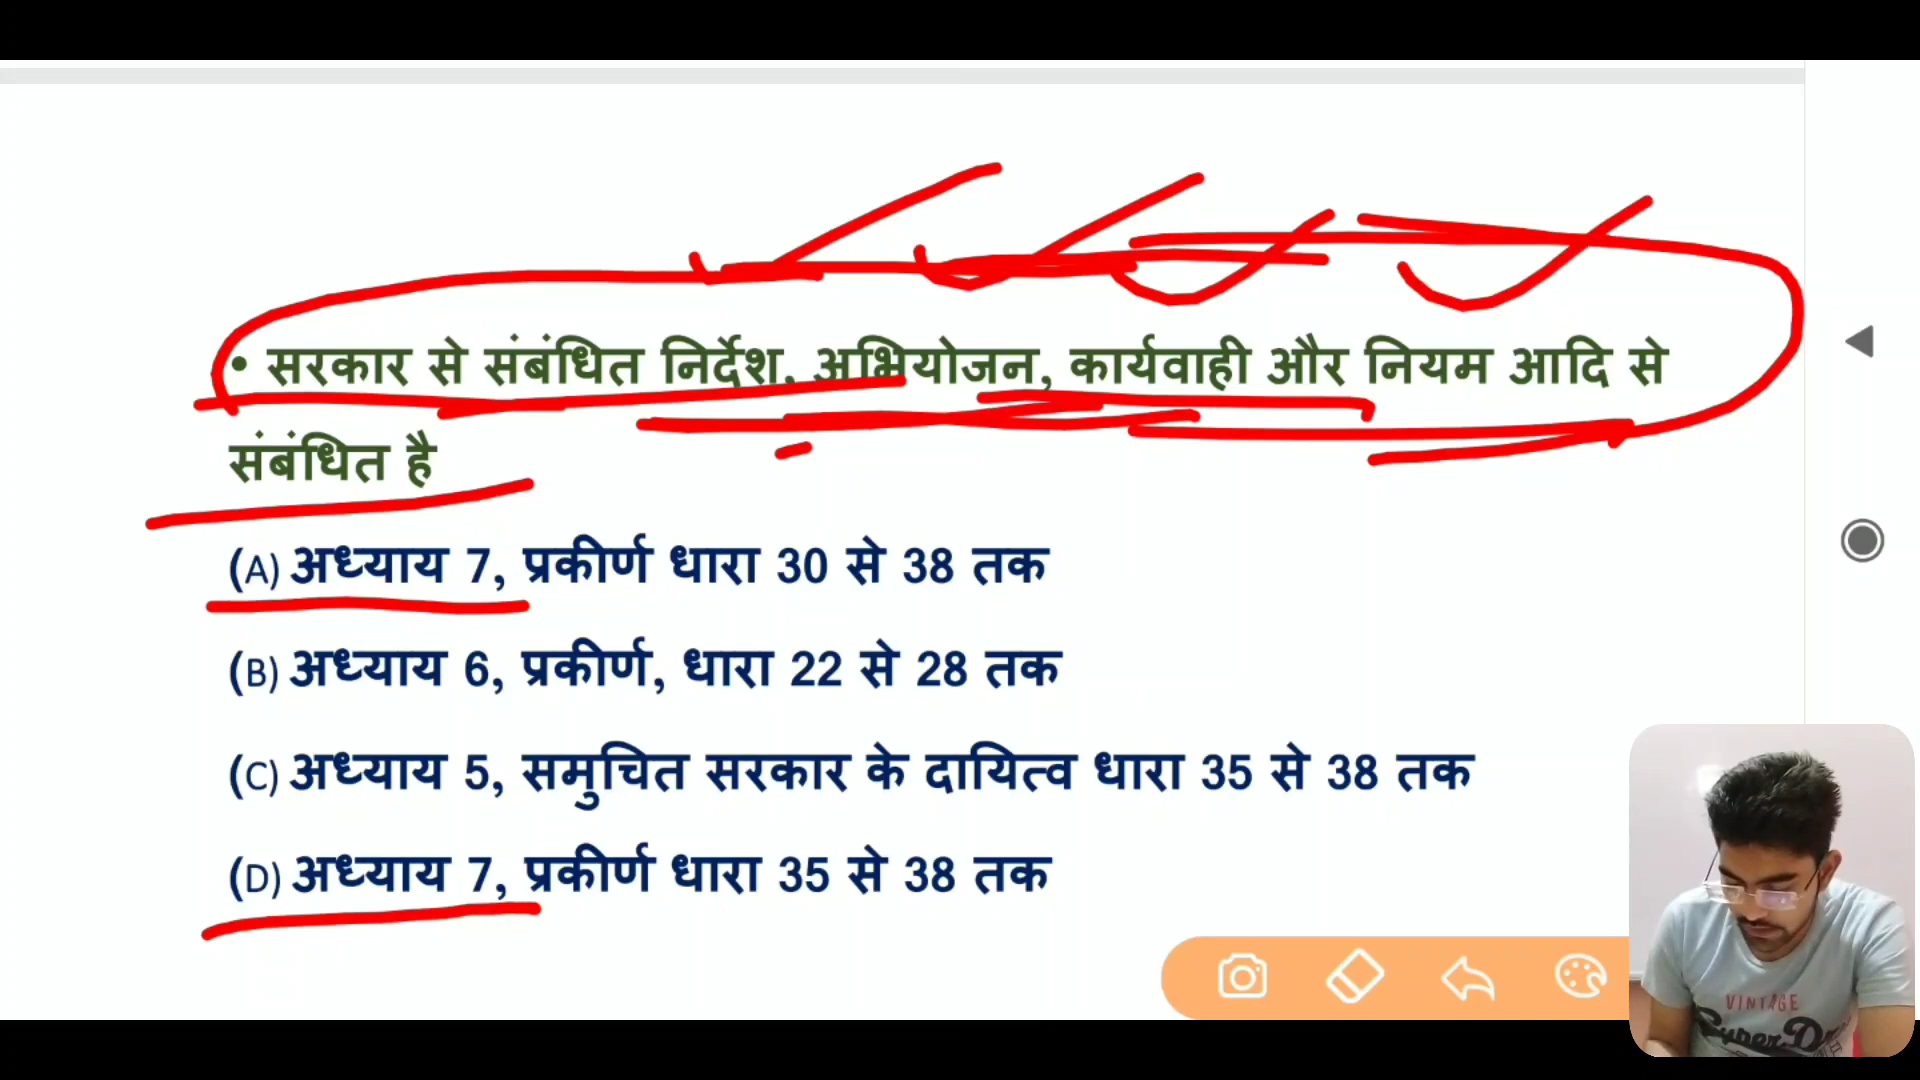 • सरकार से संबंधित निर्देश, अभियोजन, कार्यवाही और नियम आदि से
संबंधित है
(A) अध्याय 7, प्रकीर्ण धारा 30 से 38 तक
(B) अध्याय 6, प्रकीर्ण, धारा 22 से 28 तक
(C) अध्याय 5, समुचित सरकार के दायित्व धारा 35 से 38 तक
(D) अध्याय 7, प्रकीर्ण धारा 35 से 38 तक
VINTAGE